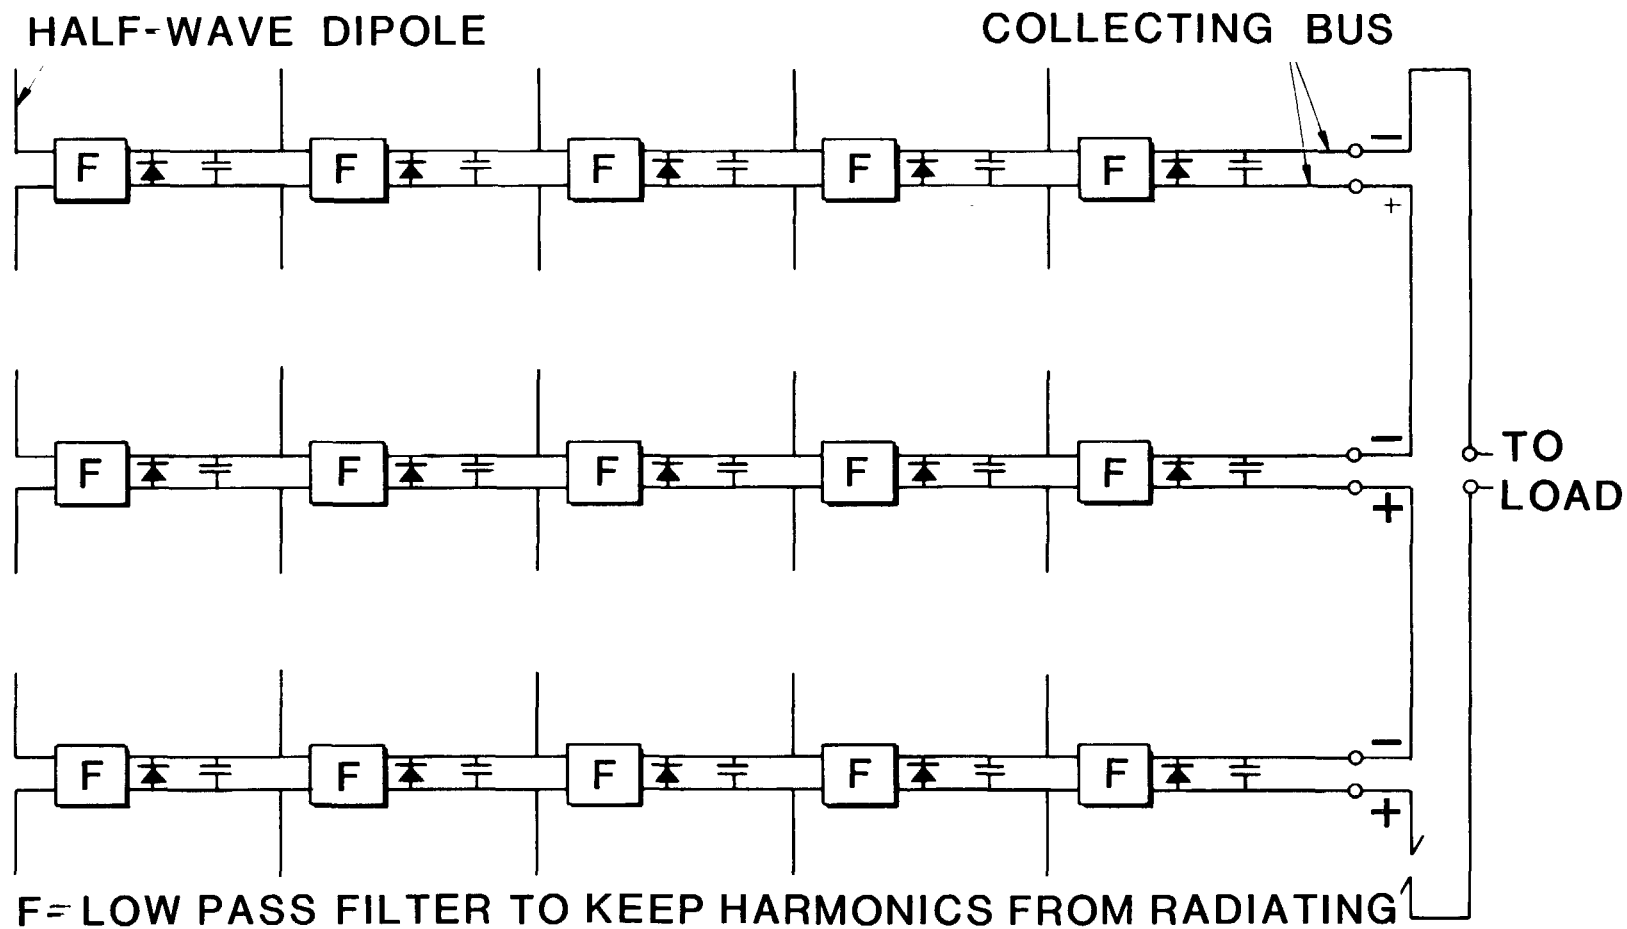 HALF-WAVE DIPOLE
COLLECTING BUS
−
F F F F F
+
−
TO
F F F F F
LOAD
+
−
F F F F F
+
F= LOW PASS FILTER TO KEEP HARMONICS FROM RADIATING